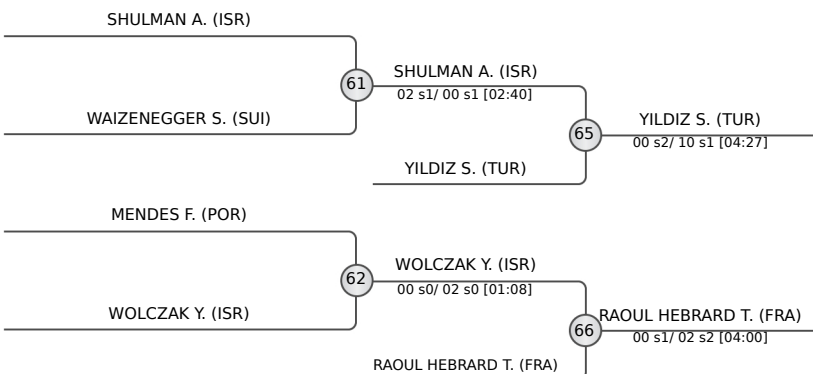 SHULMAN A. (ISR)
61
SHULMAN A. (ISR)
02 s1/ 00 s1 [02:40]
WAIZENEGGER S. (SUI)
65
YILDIZ S. (TUR)
00 s2/ 10 s1 [04:27]
YILDIZ S. (TUR)
MENDES F. (POR)
62
WOLCZAK Y. (ISR)
00 s0/ 02 s0 [01:08]
WOLCZAK Y. (ISR)
66
RAOUL HEBRARD T. (FRA)
00 s1/ 02 s2 [04:00]
RAOUL HEBRARD T. (FRA)